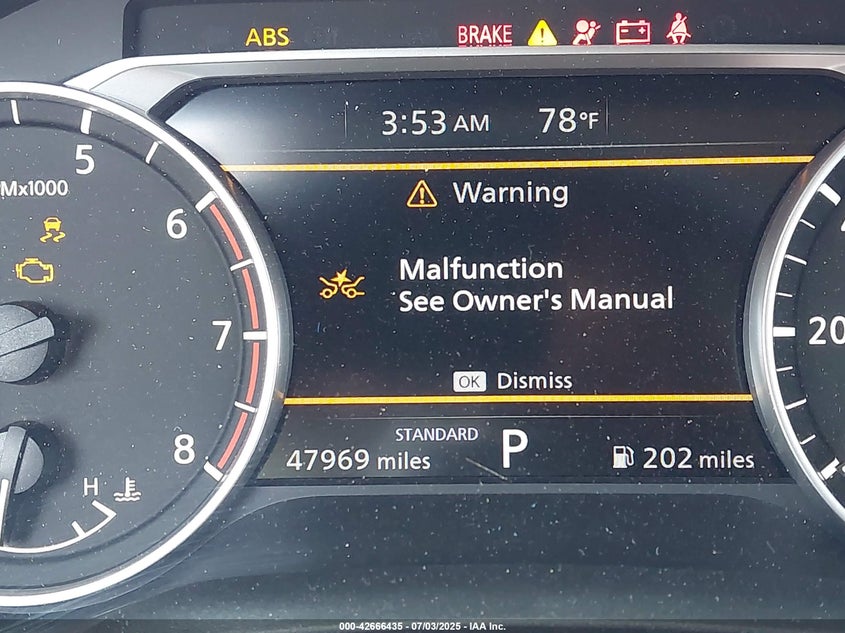 ABS BRAKE
3:53 AM 78°F
5
Mx1000
Warning
6
Malfunction
See Owner's Manual
7
20
OK Dismiss
STANDARD P
8
47969 miles
202 miles
H
000-42666435 - 07/03/2025 - IAA Inc.